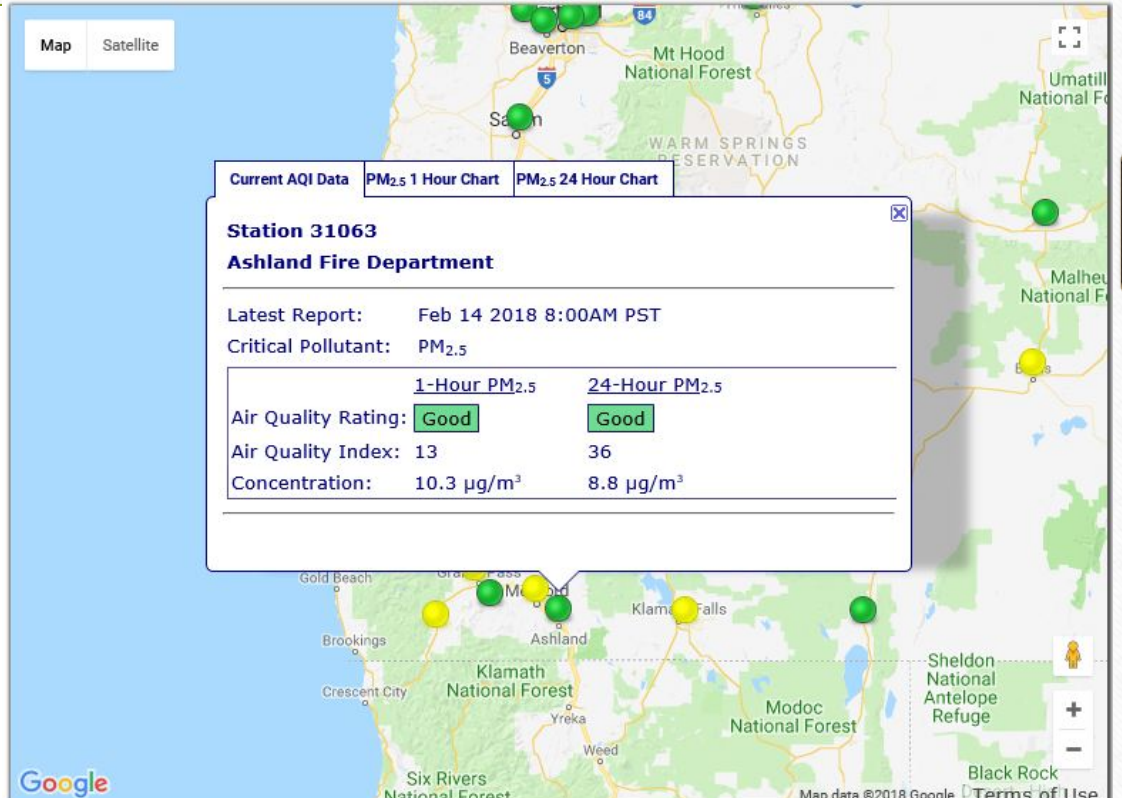 Map Satellite
84
Beaverton
Mt Hood
National Forest
5
Umatill
National Fo
WARM SPRINGS
RESERVATION
Current AQI Data PM2.5 1 Hour Chart PM2.5 24 Hour Chart
Station 31063
Ashland Fire Department
Malheu
National Fo
Latest Report: Feb 14 2018 8:00AM PST
Critical Pollutant: PM2.5
1-Hour PM2.5 24-Hour PM2.5
Air Quality Rating: Good Good
Air Quality Index: 13 36
Concentration: 10.3 µg/m³ 8.8 µg/m³
Gold Beach
Klamath Falls
Brookings
Ashland
Crescent City
Klamath
National Forest
Sheldon
National
Antelope
Refuge
Yreka
Modoc
National Forest
Weed
Six Rivers
National Forest
Black Rock
Google
Map data ©2018 Google Terms of Use